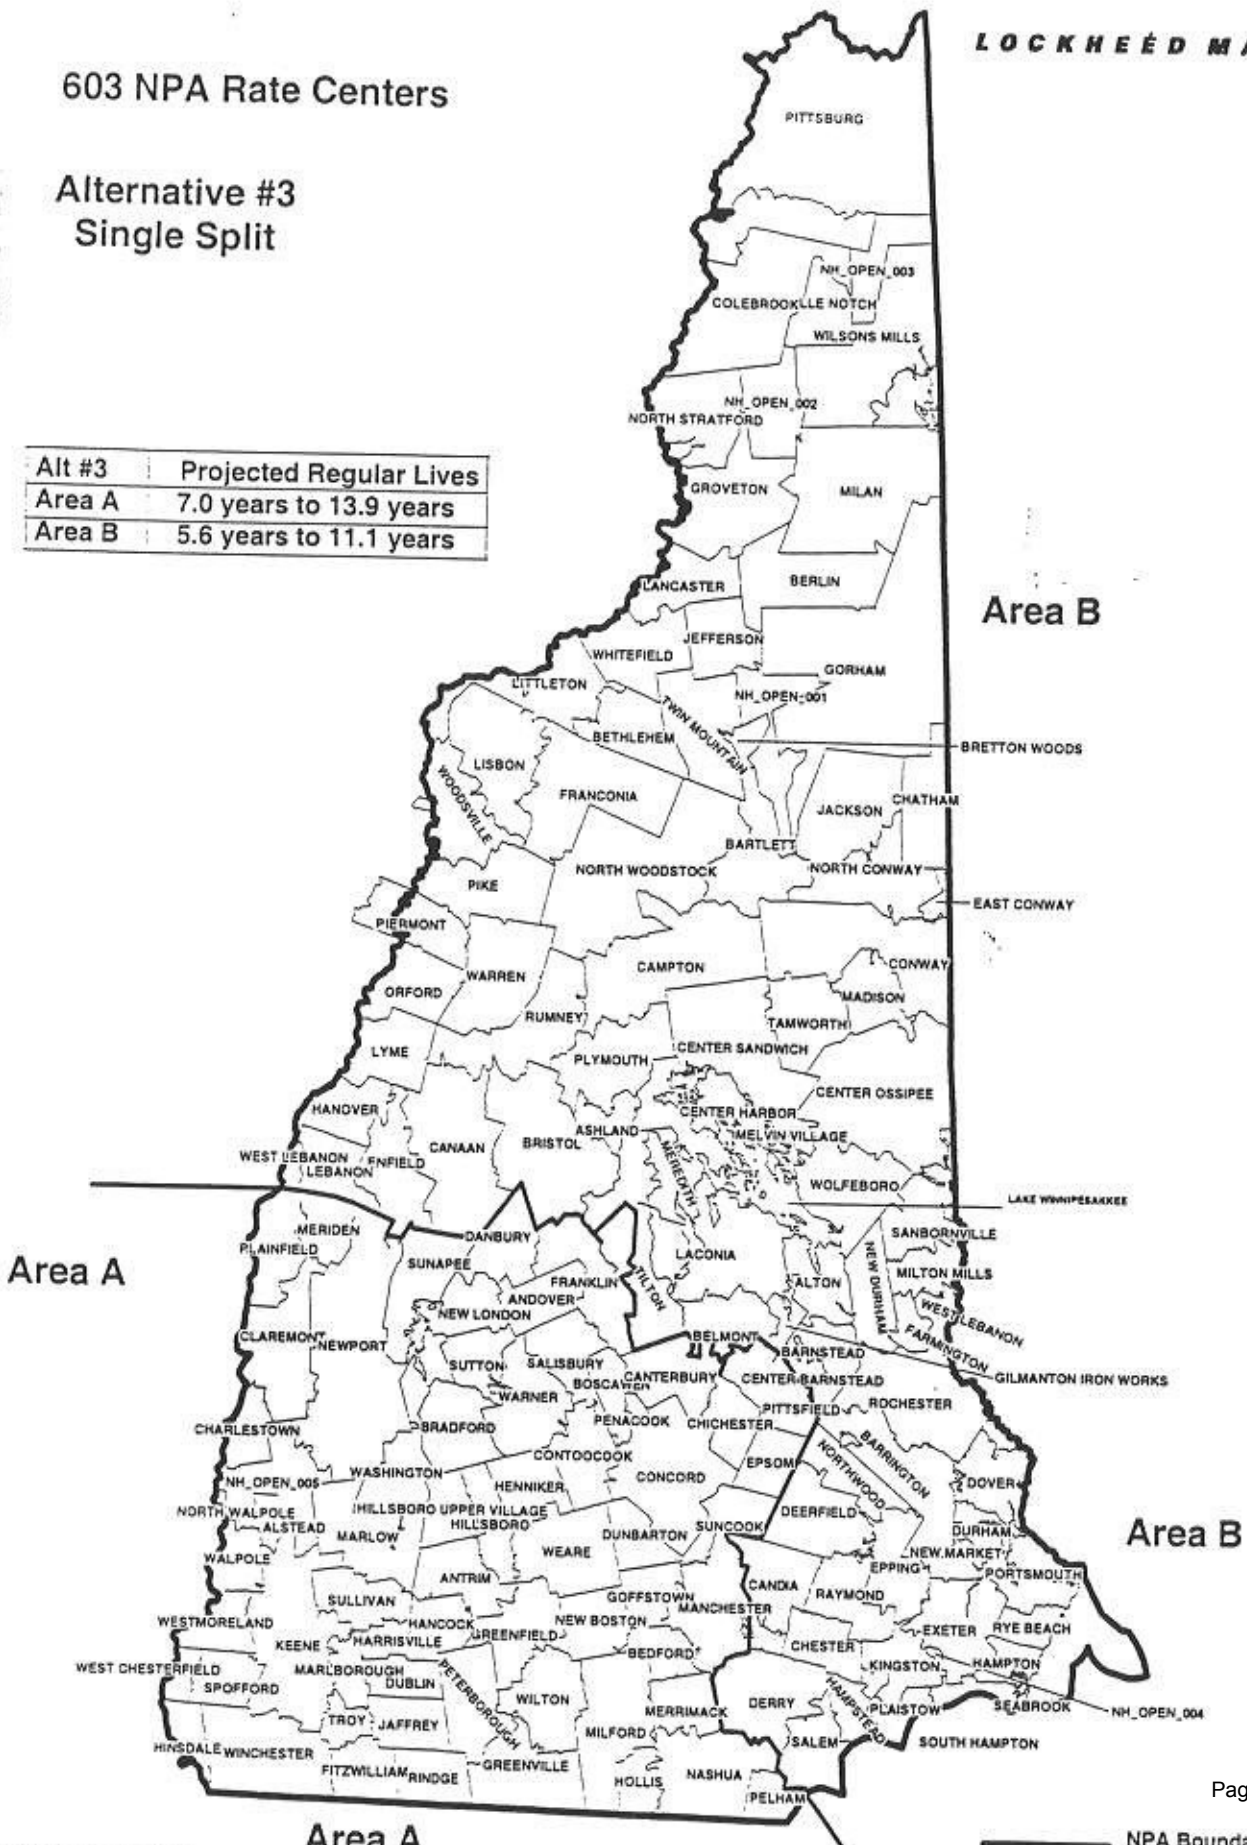 LOCKHEED MA
603 NPA Rate Centers
Alternative #3
Single Split
Alt #3 Projected Regular Lives
Area A 7.0 years to 13.9 years
Area B 5.6 years to 11.1 years
PITTSBURG
NH_OPEN_003
COLEBROOK
LLE NOTCH
WILSONS MILLS
NH_OPEN_002
NORTH STRATFORD
GROVETON
MILAN
LANCASTER
BERLIN
Area B
JEFFERSON
WHITEFIELD
GORHAM
LITTLETON
NH_OPEN_001
TWIN MOUNTAIN
BETHLEHEM
BRETTON WOODS
LISBON
WOODSVILLE
FRANCONIA
CHATHAM
JACKSON
BARTLETT
NORTH WOODSTOCK
NORTH CONWAY
PIKE
EAST CONWAY
PIERMONT
CAMPTON
CONWAY
WARREN
ORFORD
MADISON
RUMNEY
TAMWORTH
LYME
CENTER SANDWICH
PLYMOUTH
CENTER OSSIPEE
HANOVER
CENTER HARBOR
ASHLAND
MELVIN VILLAGE
BRISTOL
CANAAN
WEST LEBANON
ENFIELD
LEBANON
MEREDITH
WOLFEBORO
LAKE WINNIPESAKKEE
MERIDEN
SANBORNVILLE
DANBURY
PLAINFIELD
LACONIA
SUNAPEE
Area A
NEW DURHAM
MILTON MILLS
FRANKLIN
TILTON
ALTON
ANDOVER
NEW LONDON
WEST LEBANON
CLAREMONT
NEWPORT
BELMONT
FARMINGTON
BARNSTEAD
SUTTON
SALISBURY
GILMANTON IRON WORKS
CANTERBURY
CENTER BARNSTEAD
BOSCAWEN
WARNER
ROCHESTER
PITTSFIELD
PENACOOK
CHICHESTER
CHARLESTOWN
BRADFORD
BARRINGTON
CONTOOCOOK
EPSOM
NORTHWOOD
WASHINGTON
CONCORD
NH_OPEN_005
DOVER
HENNIKER
NORTH WALPOLE
HILLSBORO UPPER VILLAGE
DEERFIELD
ALSTEAD
HILLSBORO
SUNCOOK
MARLOW
DUNBARTON
DURHAM
Area B
WEARE
NEW MARKET
WALPOLE
EPPING
PORTSMOUTH
ANTRIM
CANDIA
RAYMOND
SULLIVAN
GOFFSTOWN
MANCHESTER
WESTMORELAND
HANCOCK
NEW BOSTON
GREENFIELD
EXETER
RYE BEACH
KEENE
HARRISVILLE
CHESTER
BEDFORD
KINGSTON
HAMPTON
WEST CHESTERFIELD
MARLBOROUGH
DUBLIN
SPOFFORD
PETERBOROUGH
WILTON
DERRY
HAMPSTEAD
PLAISTOW
SEABROOK
MERRIMACK
NH_OPEN_004
TROY
JAFFREY
MILFORD
SALEM
SOUTH HAMPTON
HINSDALE
WINCHESTER
GREENVILLE
FITZWILLIAM
RINDGE
HOLLIS
NASHUA
PELHAM
Pag
Area A
NPA Bounda